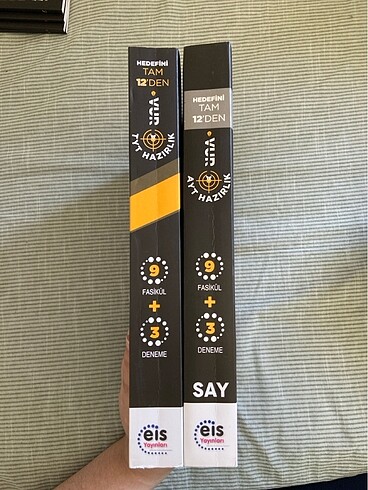 HEDEFİNİ
TAM
12'DEN
VUR
TYT HAZIRLIK
9
FASİKÜL
+
3
DENEME
eis
Yayınları
HEDEFİNİ
TAM
12'DEN
VUR
AYT HAZIRLIK
9
FASİKÜL
+
3
DENEME
SAY
eis
Yayınları